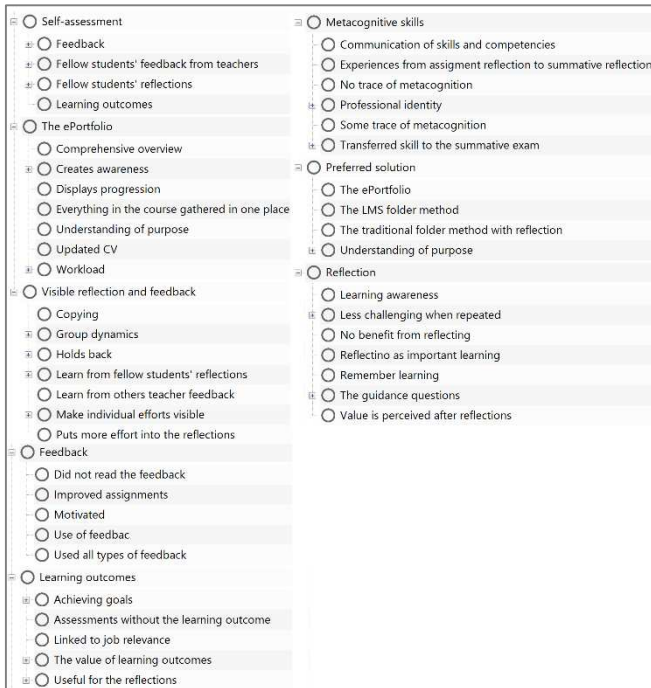 Self-assessment
Feedback
Fellow students' feedback from teachers
Fellow students' reflections
Learning outcomes
The ePortfolio
Comprehensive overview
Creates awareness
Displays progression
Everything in the course gathered in one place
Understanding of purpose
Updated CV
Workload
Visible reflection and feedback
Copying
Group dynamics
Holds back
Learn from fellow students' reflections
Learn from others teacher feedback
Make individual efforts visible
Puts more effort into the reflections
Feedback
Did not read the feedback
Improved assignments
Motivated
Use of feedbac
Used all types of feedback
Learning outcomes
Achieving goals
Assessments without the learning outcome
Linked to job relevance
The value of learning outcomes
Useful for the reflections
Metacognitive skills
Communication of skills and competencies
Experiences from assigment reflection to summative reflection
No trace of metacognition
Professional identity
Some trace of metacognition
Transferred skill to the summative exam
Preferred solution
The ePortfolio
The LMS folder method
The traditional folder method with reflection
Understanding of purpose
Reflection
Learning awareness
Less challenging when repeated
No benefit from reflecting
Reflectino as important learning
Remember learning
The guidance questions
Value is perceived after reflections